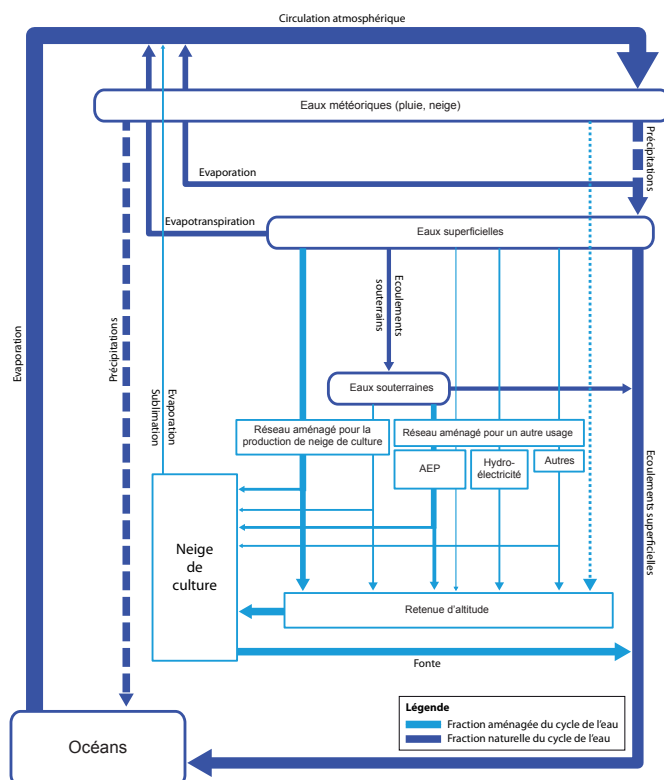 Circulation atmosphérique
Eaux météoriques (pluie, neige)
Précipitations
Evaporation
Evapotranspiration
Eaux superficielles
Ecoulements
souterrains
Evaporation
Précipitations
Evaporation
Sublimation
Eaux souterraines
Réseau aménagé pour la
production de neige de culture
Réseau aménagé pour un autre usage
AEP
Hydro-
électricité
Autres
Ecoulements superficielles
Neige
de
culture
Retenue d'altitude
Fonte
Océans
Légende
Fraction aménagée du cycle de l'eau
Fraction naturelle du cycle de l'eau